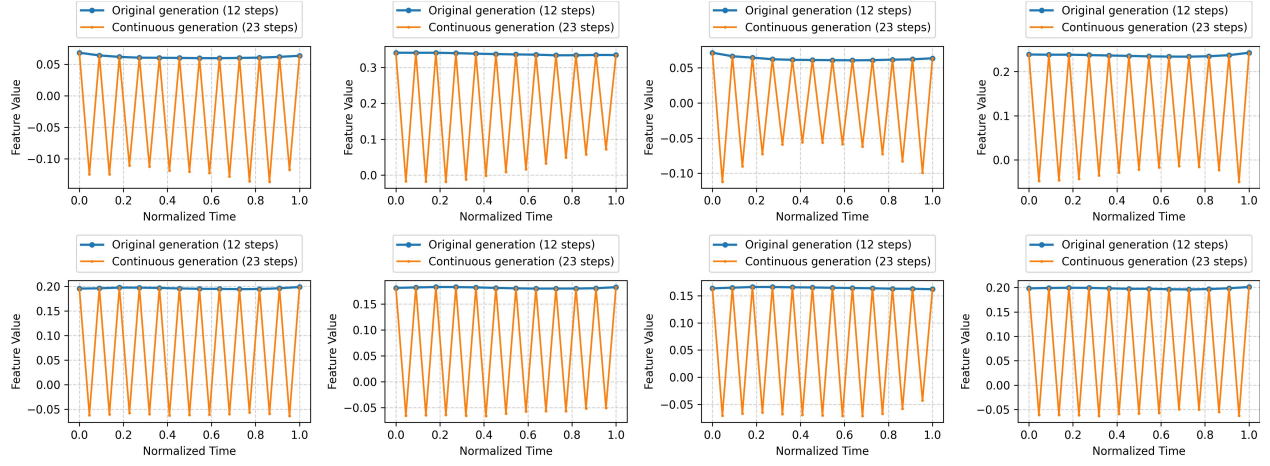 Original generation (12 steps)
Continuous generation (23 steps)
Feature Value
0.05
0.00
−0.05
−0.10
0.0 0.2 0.4 0.6 0.8 1.0
Normalized Time
Original generation (12 steps)
Continuous generation (23 steps)
Feature Value
0.3
0.2
0.1
0.0
0.0 0.2 0.4 0.6 0.8 1.0
Normalized Time
Original generation (12 steps)
Continuous generation (23 steps)
Feature Value
0.05
0.00
−0.05
−0.10
0.0 0.2 0.4 0.6 0.8 1.0
Normalized Time
Original generation (12 steps)
Continuous generation (23 steps)
Feature Value
0.2
0.1
0.0
0.0 0.2 0.4 0.6 0.8 1.0
Normalized Time
Original generation (12 steps)
Continuous generation (23 steps)
Feature Value
0.20
0.15
0.10
0.05
0.00
−0.05
0.0 0.2 0.4 0.6 0.8 1.0
Normalized Time
Original generation (12 steps)
Continuous generation (23 steps)
Feature Value
0.15
0.10
0.05
0.00
−0.05
0.0 0.2 0.4 0.6 0.8 1.0
Normalized Time
Original generation (12 steps)
Continuous generation (23 steps)
Feature Value
0.15
0.10
0.05
0.00
−0.05
0.0 0.2 0.4 0.6 0.8 1.0
Normalized Time
Original generation (12 steps)
Continuous generation (23 steps)
Feature Value
0.20
0.15
0.10
0.05
0.00
−0.05
0.0 0.2 0.4 0.6 0.8 1.0
Normalized Time